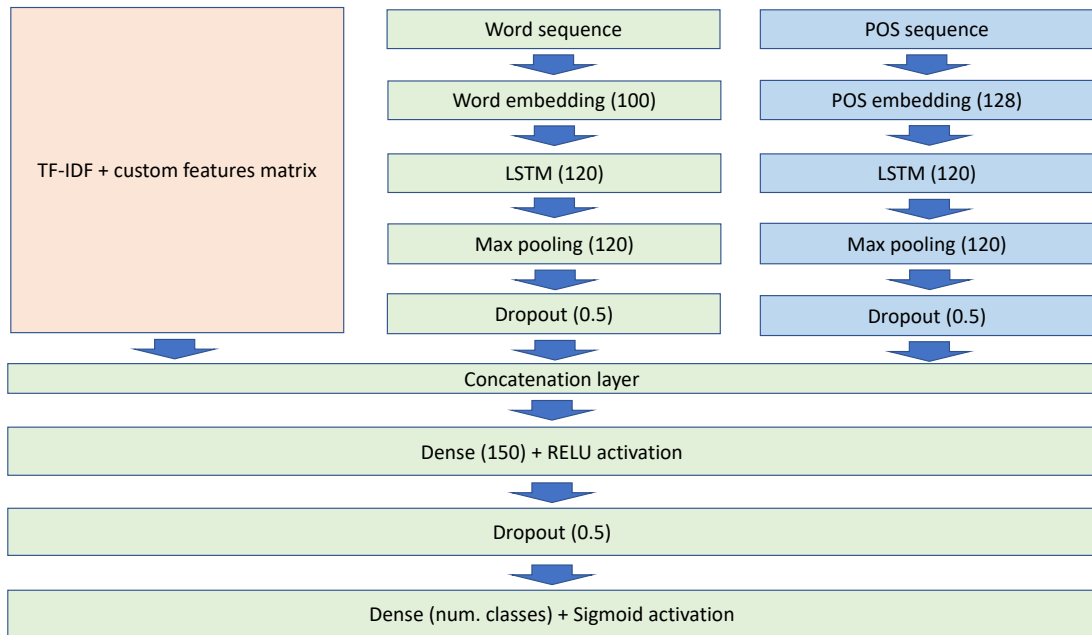 TF-IDF + custom features matrix
Word sequence
Word embedding (100)
LSTM (120)
Max pooling (120)
Dropout (0.5)
POS sequence
POS embedding (128)
LSTM (120)
Max pooling (120)
Dropout (0.5)
Concatenation layer
Dense (150) + RELU activation
Dropout (0.5)
Dense (num. classes) + Sigmoid activation